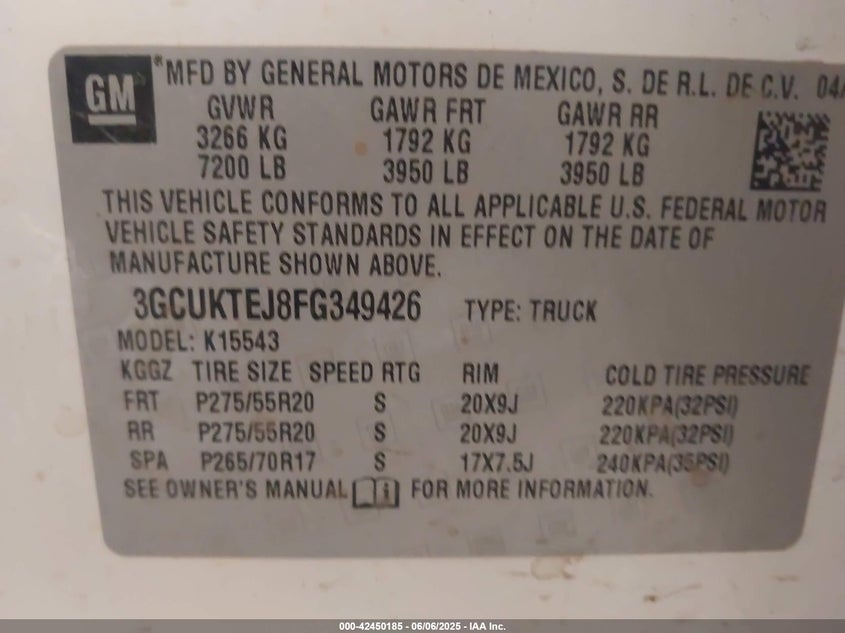 GM
® MFD BY GENERAL MOTORS DE MEXICO, S. DE R.L. DE C.V. 04/
GVWR GAWR FRT GAWR RR
3266 KG 1792 KG 1792 KG
7200 LB 3950 LB 3950 LB
THIS VEHICLE CONFORMS TO ALL APPLICABLE U.S. FEDERAL MOTOR
VEHICLE SAFETY STANDARDS IN EFFECT ON THE DATE OF
MANUFACTURE SHOWN ABOVE.
3GCUKTEJ8FG349426 TYPE: TRUCK
MODEL: K15543
KGGZ TIRE SIZE SPEED RTG RIM COLD TIRE PRESSURE
FRT P275/55R20 S 20X9J 220KPA(32PSI)
RR P275/55R20 S 20X9J 220KPA(32PSI)
SPA P265/70R17 S 17X7.5J 240KPA(35PSI)
SEE OWNER'S MANUAL FOR MORE INFORMATION.
000-42450185 - 06/06/2025 - IAA Inc.